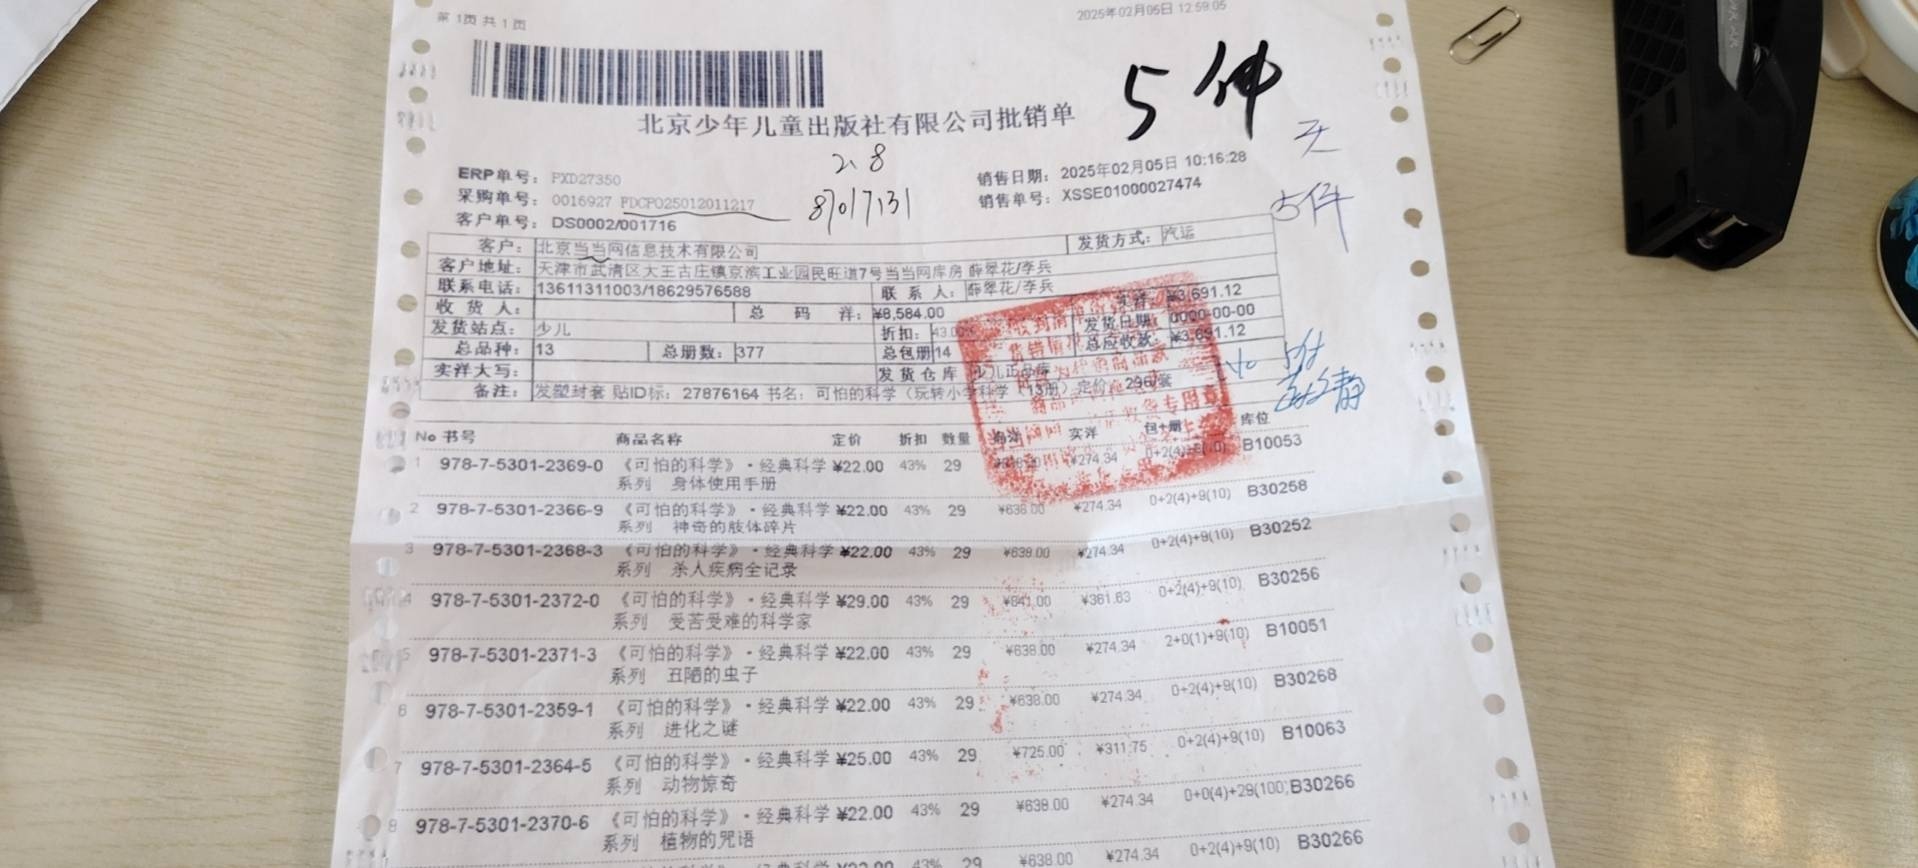 第 1页 共 1 页
2025年02月05日 12:59:05
5件
北京少年儿童出版社有限公司批销单
天
2.8
ERP单号: PXD27350
销售日期: 2025年02月05日 10:16:28
采购单号: 0016927 FDCPO25012011217
87017131
销售单号: XSSE01000027474
5件
客户单号: DS0002/001716
客户: 北京当当网信息技术有限公司 发货方式: 汽运
客户地址: 天津市武清区大王古庄镇京滨工业园民旺道7号当当网库房 薛翠花/李兵
联系电话: 13611311003/18629576588 联系人: 薛翠花/李兵
收货人: 总码洋: ¥8,584.00 实洋: ¥3,691.12
发货站点: 少儿 折扣: 43.00% 发货日期: 0000-00-00
总品种: 13 总册数: 377 总包册 14 总应收款: ¥3,691.12
实洋大写: 发货仓库 少儿正品库
备注: 发塑封套 贴ID标: 27876164 书名: 可怕的科学 (玩转小学科学 13册) 定价: 296/套
No 书号 商品名称 定价 折扣 数量 码洋 实洋 包+册 库位
1 978-7-5301-2369-0 《可怕的科学》·经典科学 ¥22.00 43% 29 ¥638.00 ¥274.34 0+2(4)+9(10) B10053
系列 身体使用手册
2 978-7-5301-2366-9 《可怕的科学》·经典科学 ¥22.00 43% 29 ¥638.00 ¥274.34 0+2(4)+9(10) B30258
系列 神奇的肢体碎片
3 978-7-5301-2368-3 《可怕的科学》·经典科学 ¥22.00 43% 29 ¥638.00 ¥274.34 0+2(4)+9(10) B30252
系列 杀人疾病全记录
4 978-7-5301-2372-0 《可怕的科学》·经典科学 ¥29.00 43% 29 ¥841.00 ¥361.63 0+2(4)+9(10) B30256
系列 受苦受难的科学家
5 978-7-5301-2371-3 《可怕的科学》·经典科学 ¥22.00 43% 29 ¥638.00 ¥274.34 2+0(1)+9(10) B10051
系列 丑陋的虫子
6 978-7-5301-2359-1 《可怕的科学》·经典科学 ¥22.00 43% 29 ¥638.00 ¥274.34 0+2(4)+9(10) B30268
系列 进化之谜
7 978-7-5301-2364-5 《可怕的科学》·经典科学 ¥25.00 43% 29 ¥725.00 ¥311.75 0+2(4)+9(10) B10063
系列 动物惊奇
8 978-7-5301-2370-6 《可怕的科学》·经典科学 ¥22.00 43% 29 ¥638.00 ¥274.34 0+0(4)+29(100) B30266
系列 植物的咒语
43% 29 ¥638.00 ¥274.34 0+2(4)+9(10) B30266